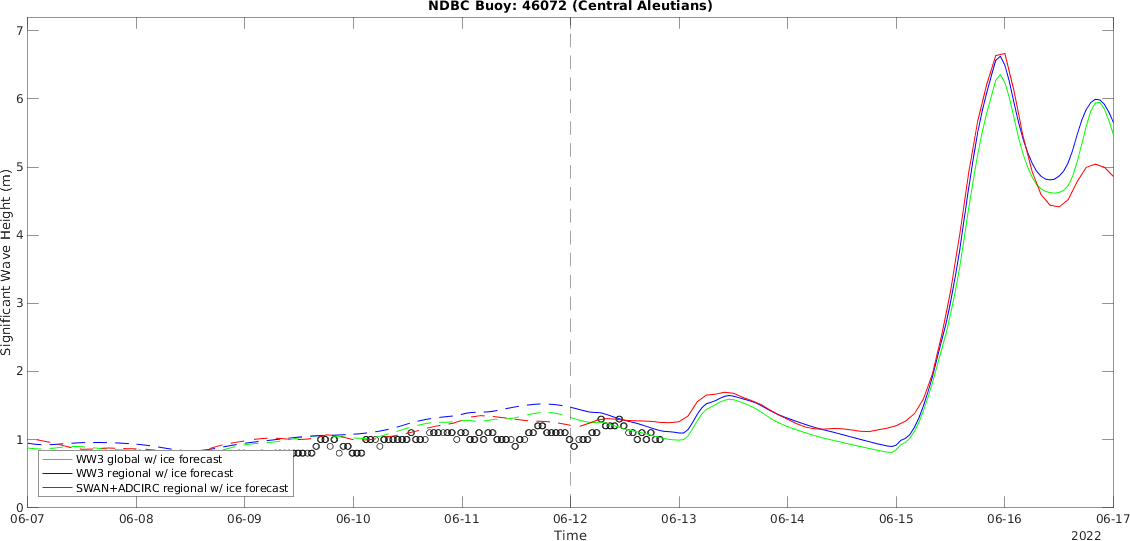 NDBC Buoy: 46072 (Central Aleutians)
7
6
5
4
3
2
1
0
Significant Wave Height (m)
WW3 global w/ ice forecast
WW3 regional w/ ice forecast
SWAN+ADCIRC regional w/ ice forecast
06-07 06-08 06-09 06-10 06-11 06-12 06-13 06-14 06-15 06-16 06-17
Time
2022